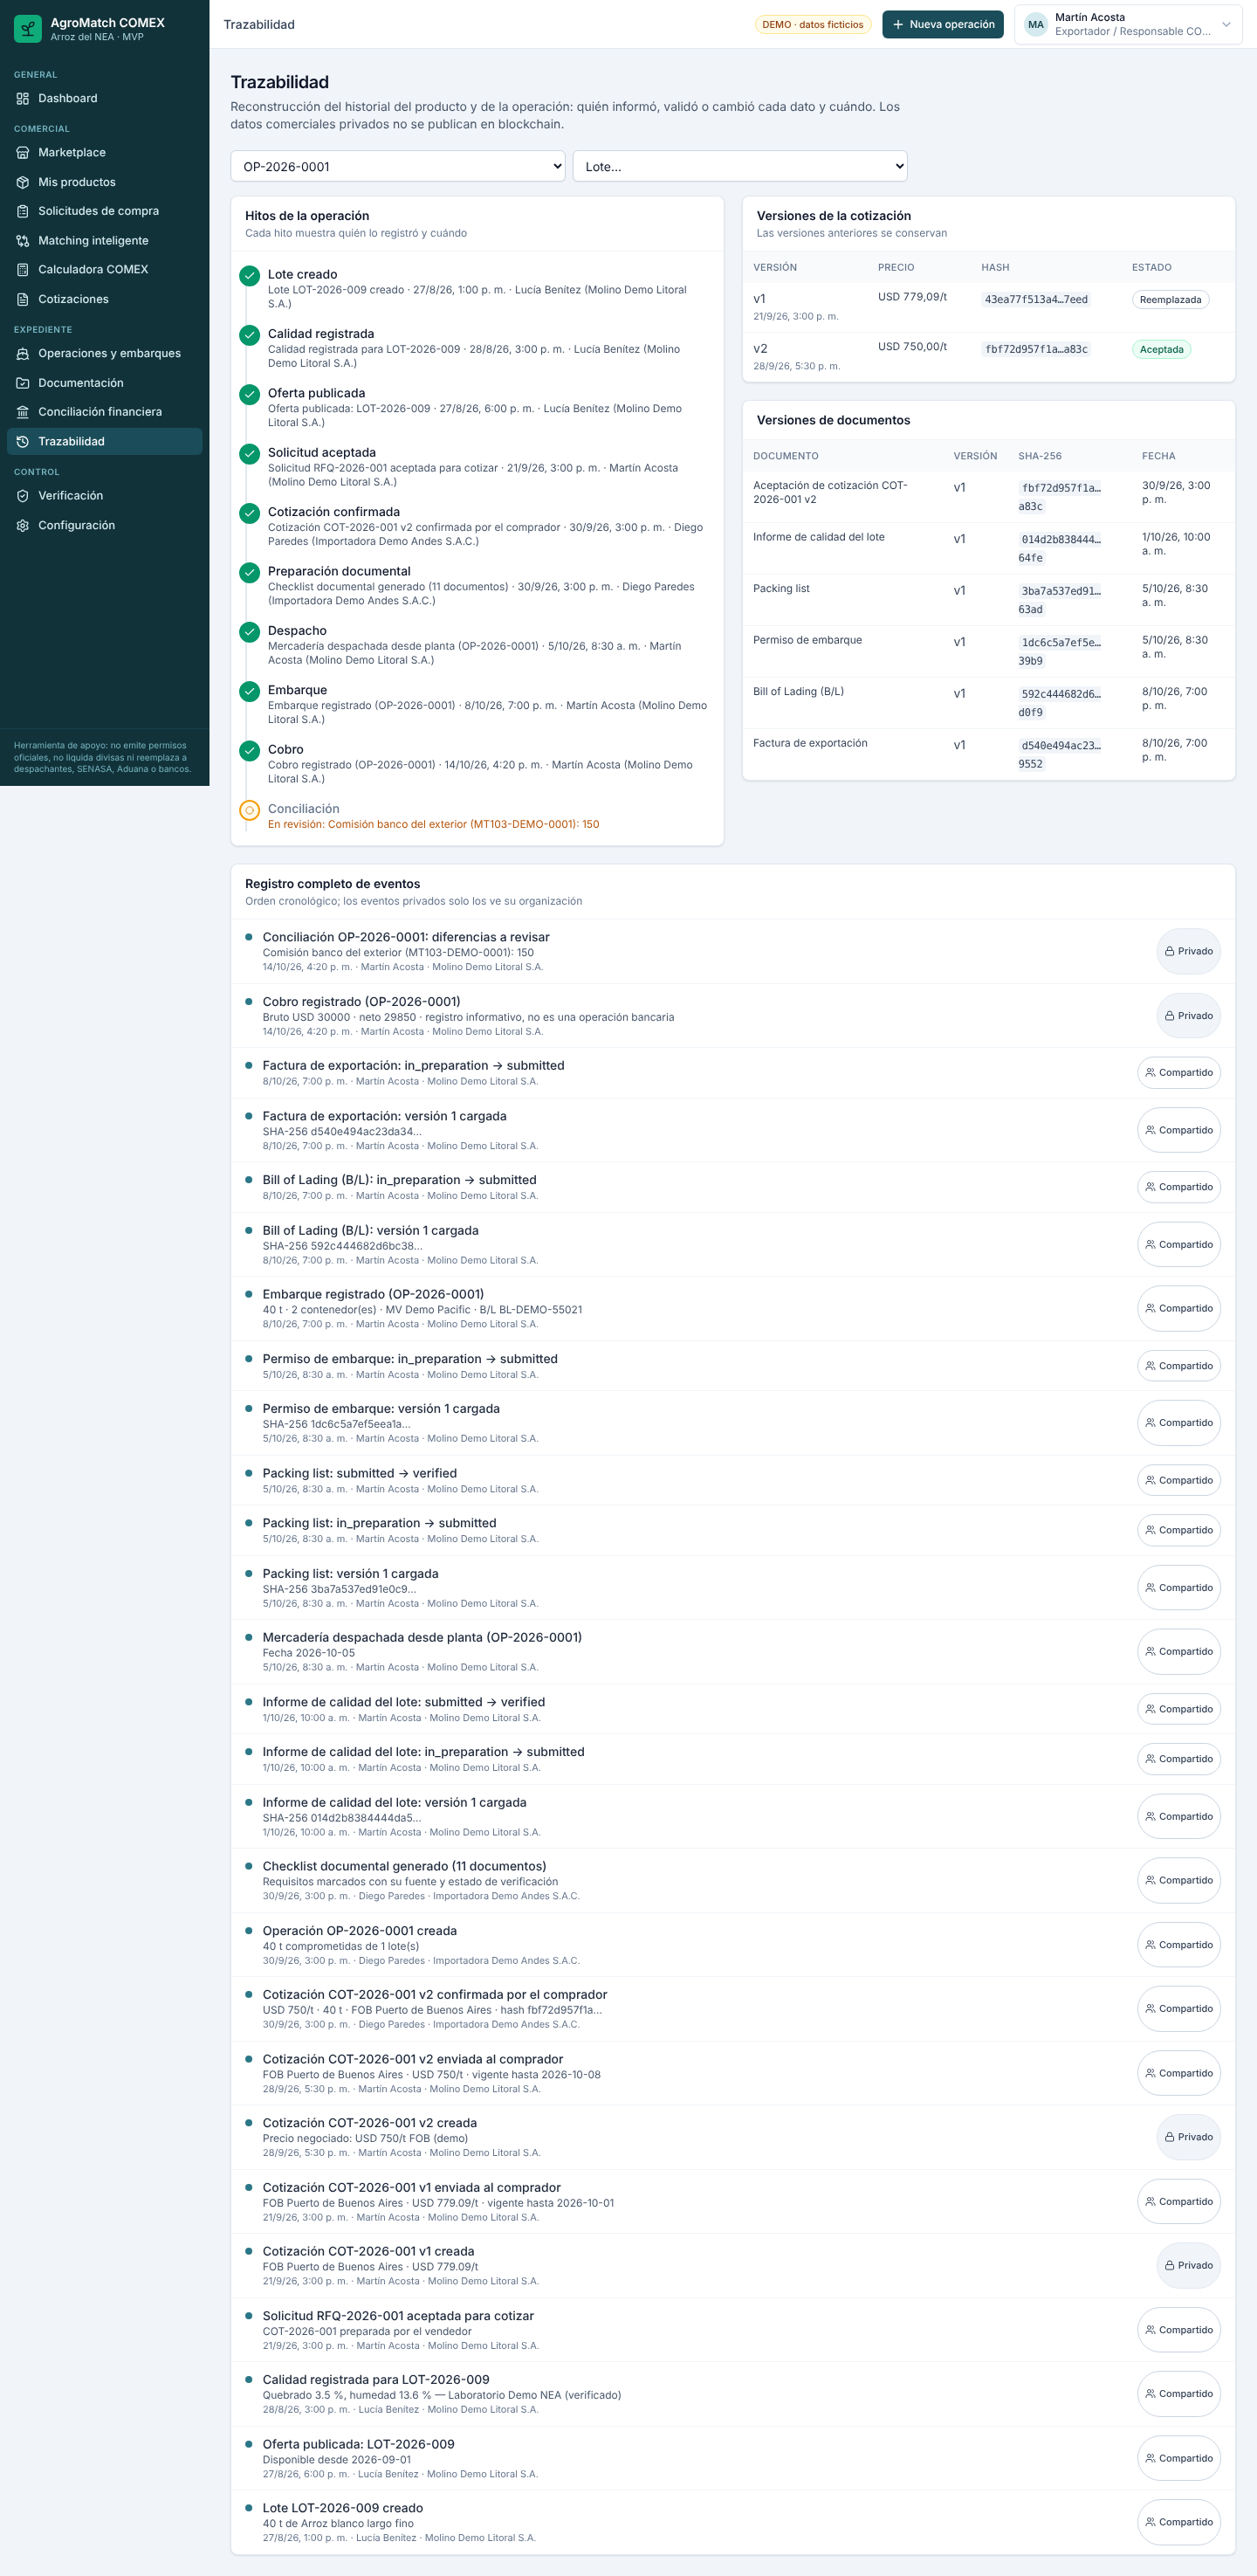 AgroMatch COMEX
Arroz del NEA · MVP
GENERAL
Dashboard
COMERCIAL
Marketplace
Mis productos
Solicitudes de compra
Matching inteligente
Calculadora COMEX
Cotizaciones
EXPEDIENTE
Operaciones y embarques
Documentación
Conciliación financiera
Trazabilidad
CONTROL
Verificación
Configuración
Herramienta de apoyo: no emite permisos
oficiales, no liquida divisas ni reemplaza a
despachantes, SENASA, Aduana o bancos.
Trazabilidad
DEMO · datos ficticios
Nueva operación
MA
Martín Acosta
Exportador / Responsable CO...
Trazabilidad
Reconstrucción del historial del producto y de la operación: quién informó, validó o cambió cada dato y cuándo. Los
datos comerciales privados no se publican en blockchain.
OP-2026-0001
Lote...
Hitos de la operación
Cada hito muestra quién lo registró y cuándo
Lote creado
Lote LOT-2026-009 creado · 27/8/26, 1:00 p. m. · Lucía Benítez (Molino Demo Litoral
S.A.)
Calidad registrada
Calidad registrada para LOT-2026-009 · 28/8/26, 3:00 p. m. · Lucía Benítez (Molino
Demo Litoral S.A.)
Oferta publicada
Oferta publicada: LOT-2026-009 · 27/8/26, 6:00 p. m. · Lucía Benítez (Molino Demo
Litoral S.A.)
Solicitud aceptada
Solicitud RFQ-2026-001 aceptada para cotizar · 21/9/26, 3:00 p. m. · Martín Acosta
(Molino Demo Litoral S.A.)
Cotización confirmada
Cotización COT-2026-001 v2 confirmada por el comprador · 30/9/26, 3:00 p. m. · Diego
Paredes (Importadora Demo Andes S.A.C.)
Preparación documental
Checklist documental generado (11 documentos) · 30/9/26, 3:00 p. m. · Diego Paredes
(Importadora Demo Andes S.A.C.)
Despacho
Mercadería despachada desde planta (OP-2026-0001) · 5/10/26, 8:30 a. m. · Martín
Acosta (Molino Demo Litoral S.A.)
Embarque
Embarque registrado (OP-2026-0001) · 8/10/26, 7:00 p. m. · Martín Acosta (Molino Demo
Litoral S.A.)
Cobro
Cobro registrado (OP-2026-0001) · 14/10/26, 4:20 p. m. · Martín Acosta (Molino Demo
Litoral S.A.)
Conciliación
En revisión: Comisión banco del exterior (MT103-DEMO-0001): 150
Versiones de la cotización
Las versiones anteriores se conservan
VERSIÓN PRECIO HASH ESTADO
v1 USD 779,09/t 43ea77f513a4…7eed Reemplazada
21/9/26, 3:00 p. m.
v2 USD 750,00/t fbf72d957f1a…a83c Aceptada
28/9/26, 5:30 p. m.
Versiones de documentos
DOCUMENTO VERSIÓN SHA-256 FECHA
Aceptación de cotización COT- v1 fbf72d957f1a… 30/9/26, 3:00
2026-001 v2 a83c p. m.
Informe de calidad del lote v1 014d2b838444… 1/10/26, 10:00
64fe a. m.
Packing list v1 3ba7a537ed91… 5/10/26, 8:30
63ad a. m.
Permiso de embarque v1 1dc6c5a7ef5e… 5/10/26, 8:30
39b9 a. m.
Bill of Lading (B/L) v1 592c444682d6… 8/10/26, 7:00
d0f9 p. m.
Factura de exportación v1 d540e494ac23… 8/10/26, 7:00
9552 p. m.
Registro completo de eventos
Orden cronológico; los eventos privados solo los ve su organización
Conciliación OP-2026-0001: diferencias a revisar
Comisión banco del exterior (MT103-DEMO-0001): 150
14/10/26, 4:20 p. m. · Martín Acosta · Molino Demo Litoral S.A.
Privado
Cobro registrado (OP-2026-0001)
Bruto USD 30000 · neto 29850 · registro informativo, no es una operación bancaria
14/10/26, 4:20 p. m. · Martín Acosta · Molino Demo Litoral S.A.
Privado
Factura de exportación: in_preparation → submitted
8/10/26, 7:00 p. m. · Martín Acosta · Molino Demo Litoral S.A.
Compartido
Factura de exportación: versión 1 cargada
SHA-256 d540e494ac23da34…
8/10/26, 7:00 p. m. · Martín Acosta · Molino Demo Litoral S.A.
Compartido
Bill of Lading (B/L): in_preparation → submitted
8/10/26, 7:00 p. m. · Martín Acosta · Molino Demo Litoral S.A.
Compartido
Bill of Lading (B/L): versión 1 cargada
SHA-256 592c444682d6bc38…
8/10/26, 7:00 p. m. · Martín Acosta · Molino Demo Litoral S.A.
Compartido
Embarque registrado (OP-2026-0001)
40 t · 2 contenedor(es) · MV Demo Pacific · B/L BL-DEMO-55021
8/10/26, 7:00 p. m. · Martín Acosta · Molino Demo Litoral S.A.
Compartido
Permiso de embarque: in_preparation → submitted
5/10/26, 8:30 a. m. · Martín Acosta · Molino Demo Litoral S.A.
Compartido
Permiso de embarque: versión 1 cargada
SHA-256 1dc6c5a7ef5eea1a…
5/10/26, 8:30 a. m. · Martín Acosta · Molino Demo Litoral S.A.
Compartido
Packing list: submitted → verified
5/10/26, 8:30 a. m. · Martín Acosta · Molino Demo Litoral S.A.
Compartido
Packing list: in_preparation → submitted
5/10/26, 8:30 a. m. · Martín Acosta · Molino Demo Litoral S.A.
Compartido
Packing list: versión 1 cargada
SHA-256 3ba7a537ed91e0c9…
5/10/26, 8:30 a. m. · Martín Acosta · Molino Demo Litoral S.A.
Compartido
Mercadería despachada desde planta (OP-2026-0001)
Fecha 2026-10-05
5/10/26, 8:30 a. m. · Martín Acosta · Molino Demo Litoral S.A.
Compartido
Informe de calidad del lote: submitted → verified
1/10/26, 10:00 a. m. · Martín Acosta · Molino Demo Litoral S.A.
Compartido
Informe de calidad del lote: in_preparation → submitted
1/10/26, 10:00 a. m. · Martín Acosta · Molino Demo Litoral S.A.
Compartido
Informe de calidad del lote: versión 1 cargada
SHA-256 014d2b8384444da5…
1/10/26, 10:00 a. m. · Martín Acosta · Molino Demo Litoral S.A.
Compartido
Checklist documental generado (11 documentos)
Requisitos marcados con su fuente y estado de verificación
30/9/26, 3:00 p. m. · Diego Paredes · Importadora Demo Andes S.A.C.
Compartido
Operación OP-2026-0001 creada
40 t comprometidas de 1 lote(s)
30/9/26, 3:00 p. m. · Diego Paredes · Importadora Demo Andes S.A.C.
Compartido
Cotización COT-2026-001 v2 confirmada por el comprador
USD 750/t · 40 t · FOB Puerto de Buenos Aires · hash fbf72d957f1a…
30/9/26, 3:00 p. m. · Diego Paredes · Importadora Demo Andes S.A.C.
Compartido
Cotización COT-2026-001 v2 enviada al comprador
FOB Puerto de Buenos Aires · USD 750/t · vigente hasta 2026-10-08
28/9/26, 5:30 p. m. · Martín Acosta · Molino Demo Litoral S.A.
Compartido
Cotización COT-2026-001 v2 creada
Precio negociado: USD 750/t FOB (demo)
28/9/26, 5:30 p. m. · Martín Acosta · Molino Demo Litoral S.A.
Privado
Cotización COT-2026-001 v1 enviada al comprador
FOB Puerto de Buenos Aires · USD 779.09/t · vigente hasta 2026-10-01
21/9/26, 3:00 p. m. · Martín Acosta · Molino Demo Litoral S.A.
Compartido
Cotización COT-2026-001 v1 creada
FOB Puerto de Buenos Aires · USD 779.09/t
21/9/26, 3:00 p. m. · Martín Acosta · Molino Demo Litoral S.A.
Privado
Solicitud RFQ-2026-001 aceptada para cotizar
COT-2026-001 preparada por el vendedor
21/9/26, 3:00 p. m. · Martín Acosta · Molino Demo Litoral S.A.
Compartido
Calidad registrada para LOT-2026-009
Quebrado 3.5 %, humedad 13.6 % — Laboratorio Demo NEA (verificado)
28/8/26, 3:00 p. m. · Lucía Benítez · Molino Demo Litoral S.A.
Compartido
Oferta publicada: LOT-2026-009
Disponible desde 2026-09-01
27/8/26, 6:00 p. m. · Lucía Benítez · Molino Demo Litoral S.A.
Compartido
Lote LOT-2026-009 creado
40 t de Arroz blanco largo fino
27/8/26, 1:00 p. m. · Lucía Benítez · Molino Demo Litoral S.A.
Compartido